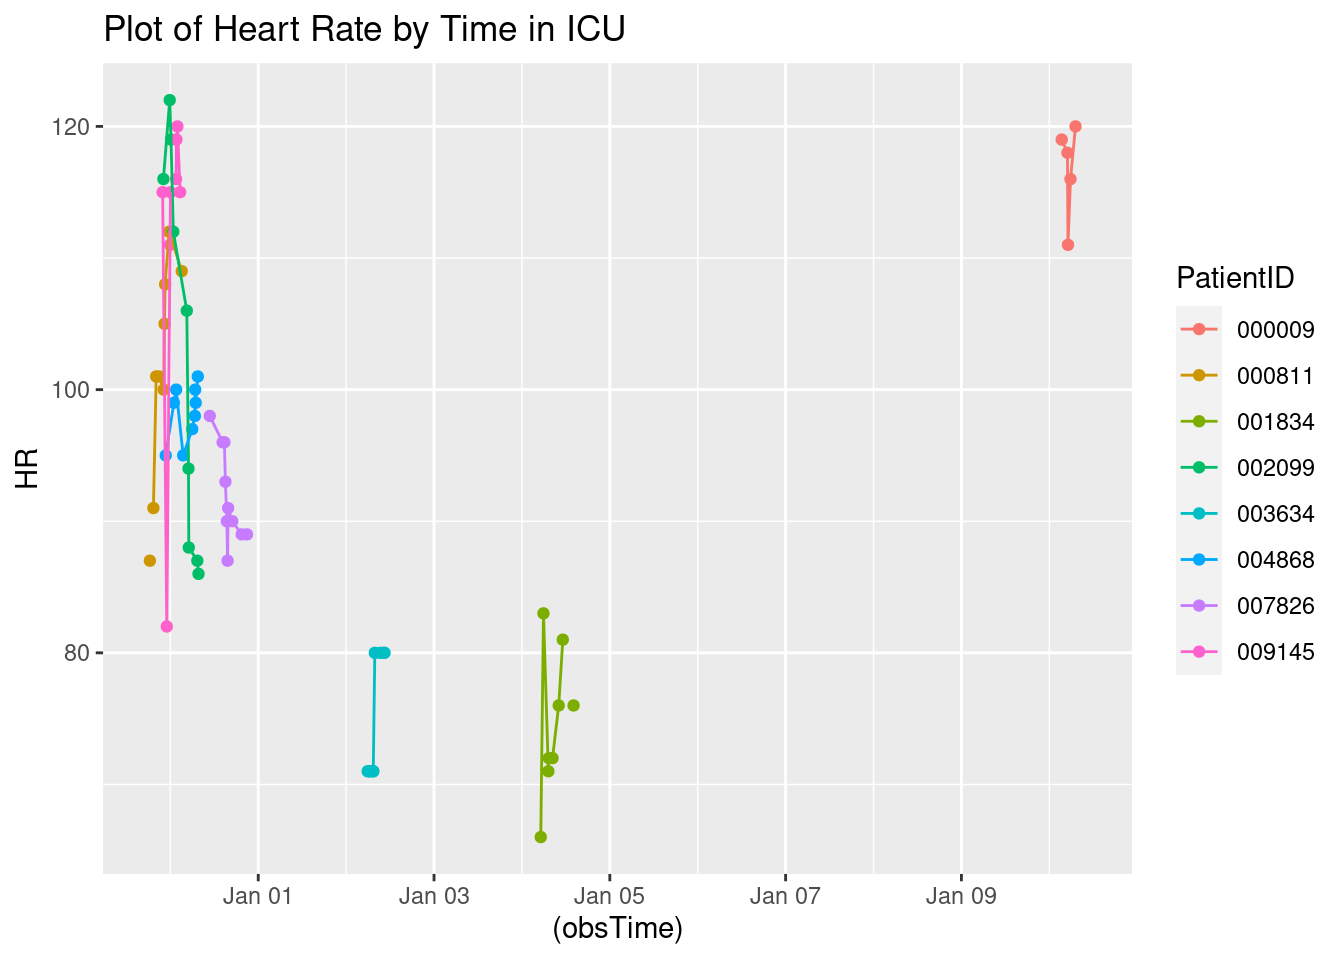 Plot of Heart Rate by Time in ICU
120
100
80
HR
Jan 01
Jan 03
Jan 05
Jan 07
Jan 09
(obsTime)
PatientID
000009
000811
001834
002099
003634
004868
007826
009145